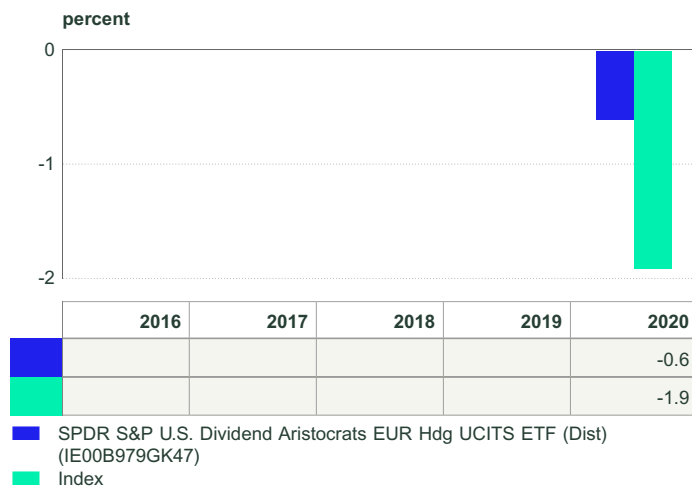 percent
0
-1
-2
2016 2017 2018 2019 2020
-0.6
-1.9
SPDR S&P U.S. Dividend Aristocrats EUR Hdg UCITS ETF (Dist)
(IE00B979GK47)
Index